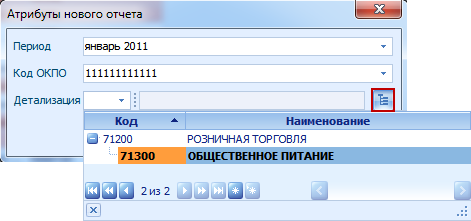 Атрибуты нового отчета
Период январь 2011
Код ОКПО 111111111111
Детализация
Код Наименование
71200 РОЗНИЧНАЯ ТОРГОВЛЯ
71300 ОБЩЕСТВЕННОЕ ПИТАНИЕ
2 из 2